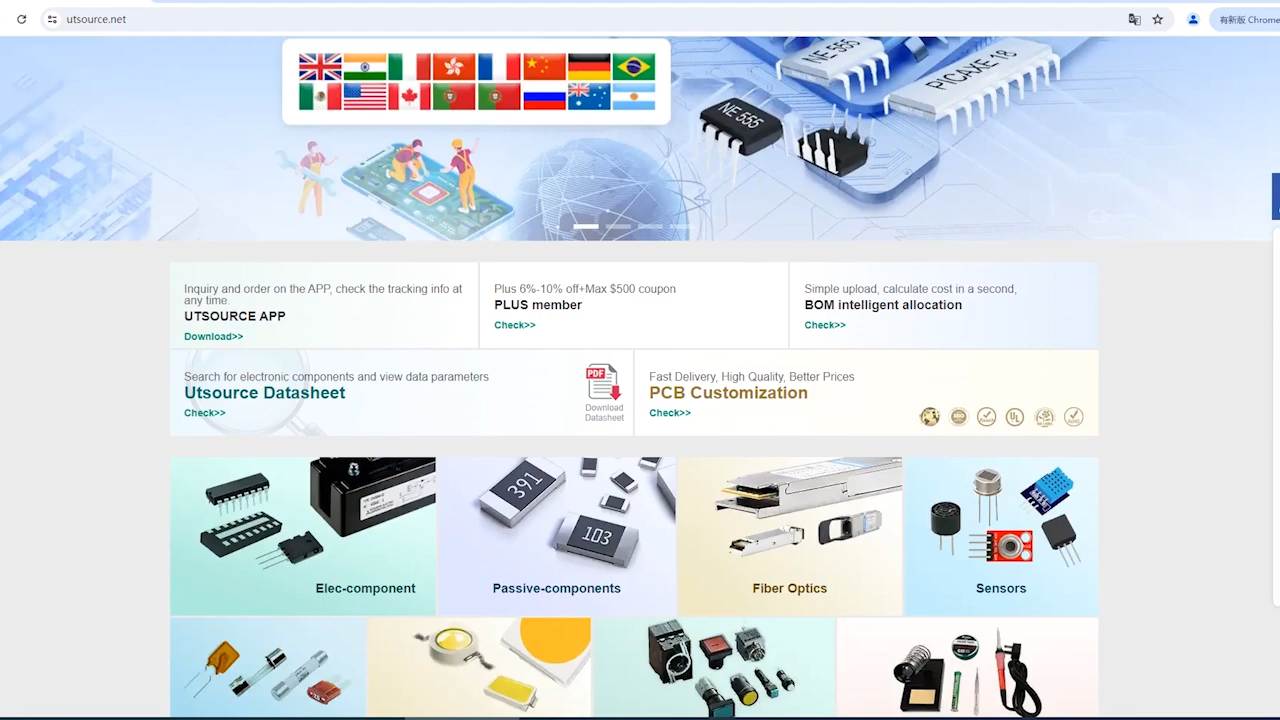 utsource.net
有新版 Chrome
NE 555
PICAXE-18
NE 555
Inquiry and order on the APP, check the tracking info at
any time.
UTSOURCE APP
Download>>
Plus 6%-10% off+Max $500 coupon
PLUS member
Check>>
Simple upload, calculate cost in a second,
BOM intelligent allocation
Check>>
Search for electronic components and view data parameters
Utsource Datasheet
Check>>
PDF
Download
Datasheet
Fast Delivery, High Quality, Better Prices
PCB Customization
Check>>
UL
391
103
Elec-component
Passive-components
Fiber Optics
Sensors